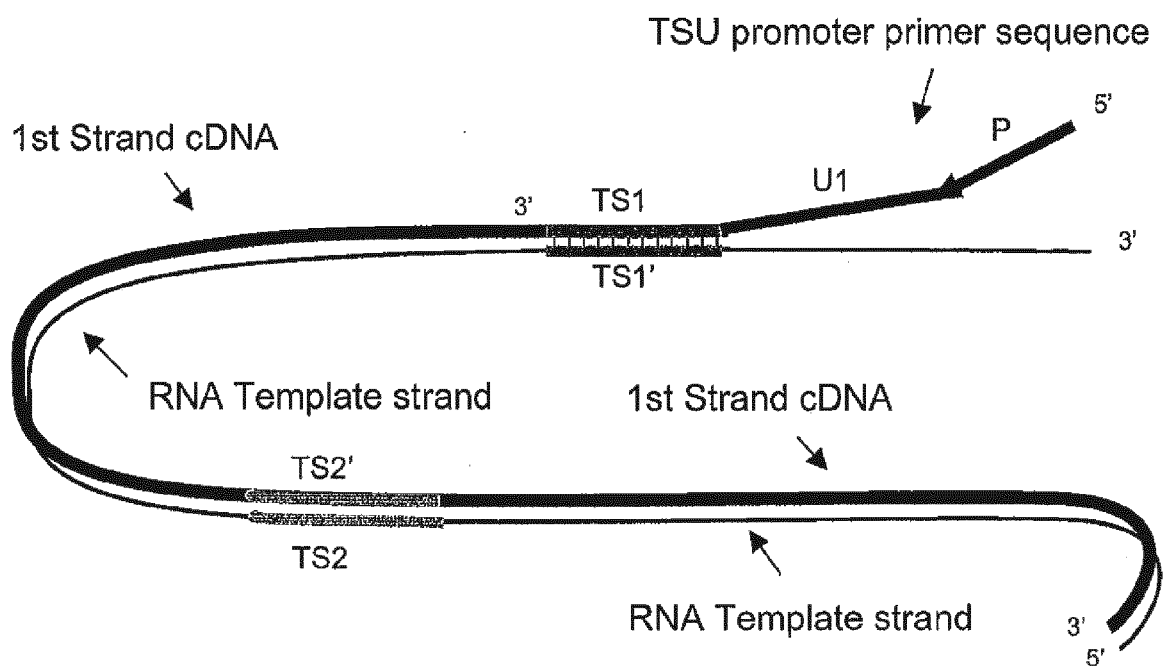 TSU promoter primer sequence
5'
P
1st Strand cDNA
U1
3'
TS1
3'
TS1'
RNA Template strand
1st Strand cDNA
TS2'
TS2
RNA Template strand
3'
5'